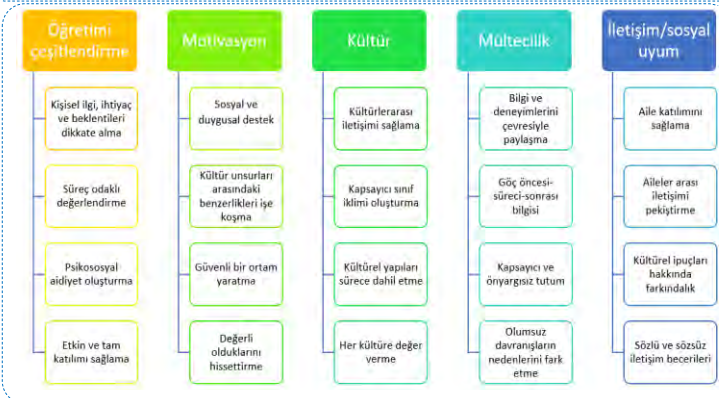 Öğretimi
çeşitlendirme
Kişisel ilgi, ihtiyaç
ve beklentileri
dikkate alma
Süreç odaklı
değerlendirme
Psikososyal
aidiyet oluşturma
Etkin ve tam
katılımı sağlama
Motivasyon
Sosyal ve
duygusal destek
Kültür unsurları
arasındaki
benzerlikleri işe
koşma
Güvenli bir ortam
yaratma
Değerli
olduklarını
hissettirme
Kültür
Kültürlerarası
iletişimi sağlama
Kapsayıcı sınıf
iklimi oluşturma
Kültürel yapıları
sürece dahil etme
Her kültüre değer
verme
Mültecilik
Bilgi ve
deneyimlerini
çevresiyle
paylaşma
Göç öncesi-
süreci-sonrası
bilgisi
Kapsayıcı ve
önyargısız tutum
Olumsuz
davranışların
nedenlerini fark
etme
İletişim/sosyal
uyum
Aile katılımını
sağlama
Aileler arası
iletişimi
pekiştirme
Kültürel ipuçları
hakkında
farkındalık
Sözlü ve sözsüz
iletişim becerileri